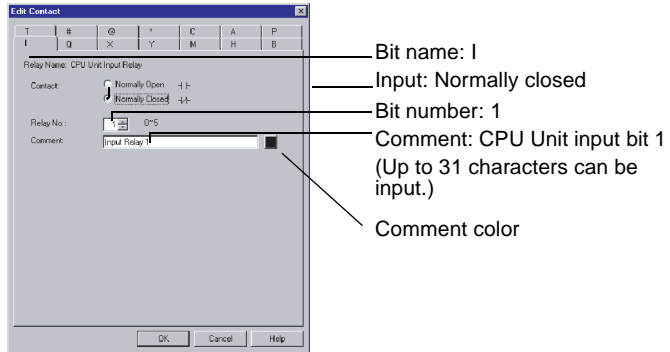 Edit Contact
T # @ * C A P
I Q X Y M H B
Relay Name: CPU Unit Input Relay
Contact: Normally Open
Normally Closed
Relay No.: 1 0~5
Comment: Input Relay 1
OK Cancel Help
Bit name: I
Input: Normally closed
Bit number: 1
Comment: CPU Unit input bit 1
(Up to 31 characters can be
input.)
Comment color